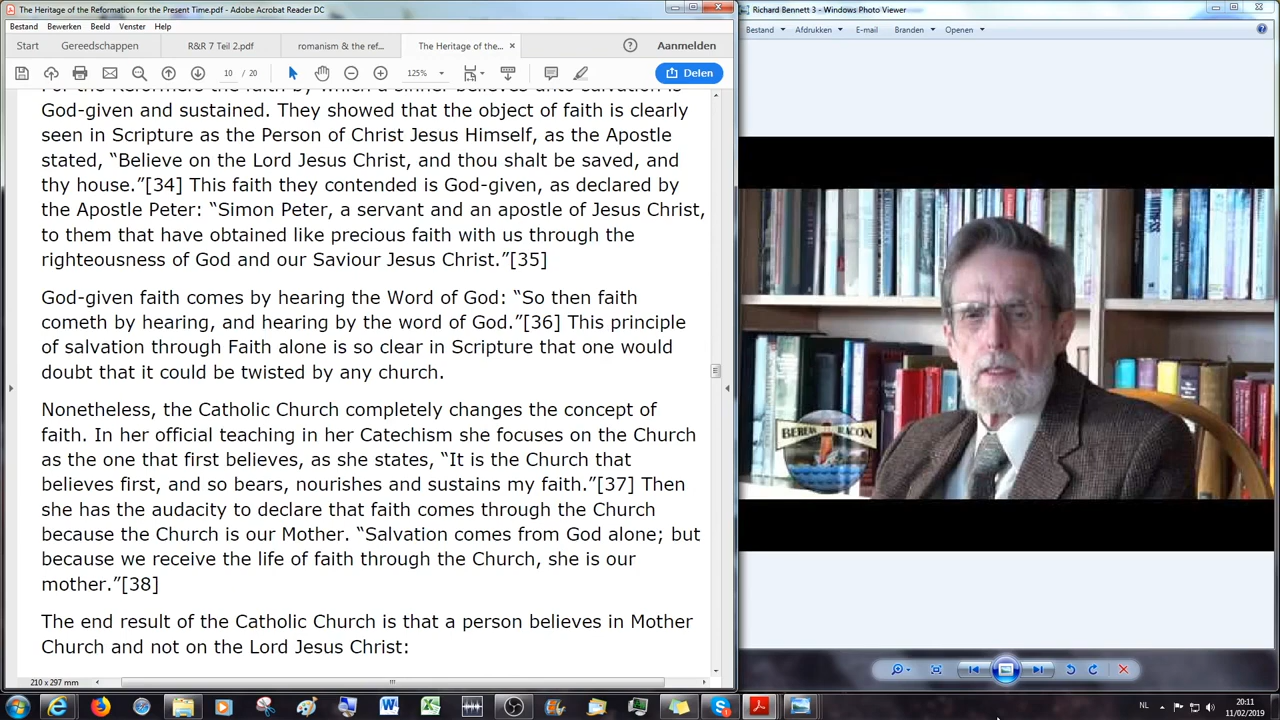 The Heritage of the Reformation for the Present Time.pdf - Adobe Acrobat Reader DC
Bestand Bewerken Beeld Venster Help
Start Gereedschappen R&R 7 Teil 2.pdf romanism & the ref... The Heritage of the... × Aanmelden
10 / 20 125% Delen
For the Reformers the faith by which a sinner believes unto salvation is
God-given and sustained. They showed that the object of faith is clearly
seen in Scripture as the Person of Christ Jesus Himself, as the Apostle
stated, “Believe on the Lord Jesus Christ, and thou shalt be saved, and
thy house.”[34] This faith they contended is God-given, as declared by
the Apostle Peter: “Simon Peter, a servant and an apostle of Jesus Christ,
to them that have obtained like precious faith with us through the
righteousness of God and our Saviour Jesus Christ.”[35]
God-given faith comes by hearing the Word of God: “So then faith
cometh by hearing, and hearing by the word of God.”[36] This principle
of salvation through Faith alone is so clear in Scripture that one would
doubt that it could be twisted by any church.
Nonetheless, the Catholic Church completely changes the concept of
faith. In her official teaching in her Catechism she focuses on the Church
as the one that first believes, as she states, “It is the Church that
believes first, and so bears, nourishes and sustains my faith.”[37] Then
she has the audacity to declare that faith comes through the Church
because the Church is our Mother. “Salvation comes from God alone; but
because we receive the life of faith through the Church, she is our
mother.”[38]
The end result of the Catholic Church is that a person believes in Mother
Church and not on the Lord Jesus Christ:
210 x 297 mm
Richard Bennett 3 - Windows Photo Viewer
Bestand Afdrukken E-mail Branden Openen
BEREAN BEACON
NL 20:11
11/02/2019